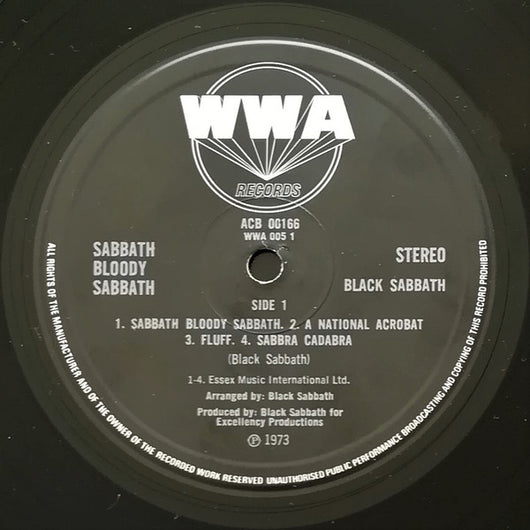 WWA
RECORDS
ACB 00166
WWA 005 1
SABBATH
BLOODY
SABBATH
STEREO
BLACK SABBATH
SIDE 1
1. SABBATH BLOODY SABBATH. 2. A NATIONAL ACROBAT
3. FLUFF. 4. SABBRA CADABRA
(Black Sabbath)
1-4. Essex Music International Ltd.
Arranged by: Black Sabbath
Produced by: Black Sabbath for
Excellency Productions
℗ 1973
ALL RIGHTS OF THE MANUFACTURER AND OF THE OWNER OF THE RECORDED WORK RESERVED UNAUTHORISED PUBLIC PERFORMANCE BROADCASTING AND COPYING OF THIS RECORD PROHIBITED